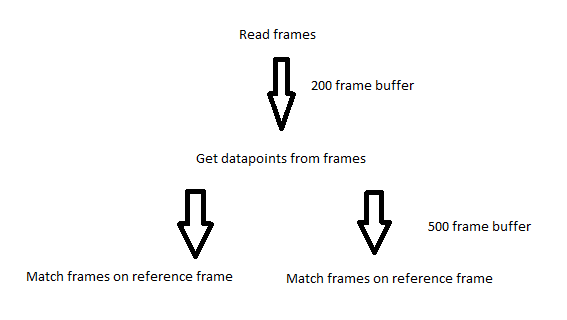 Read frames
200 frame buffer
Get datapoints from frames
500 frame buffer
Match frames on reference frame
Match frames on reference frame